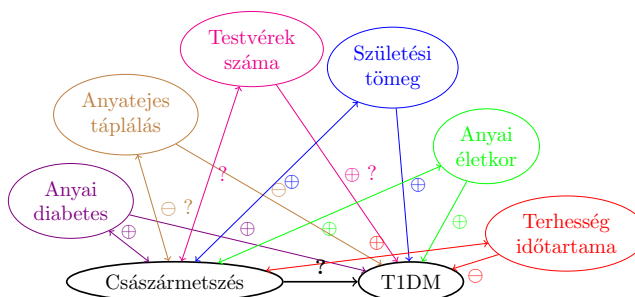 Testvérek
száma
Születési
tömeg
Anyatejes
táplálás
Anyai
életkor
Anyai
diabetes
Terhesség
időtartama
Császármetszés
T1DM
⊕
⊖ ?
?
⊕
⊖
⊕
⊕
⊕ ?
⊕
⊕
⊕
⊕
⊖
?